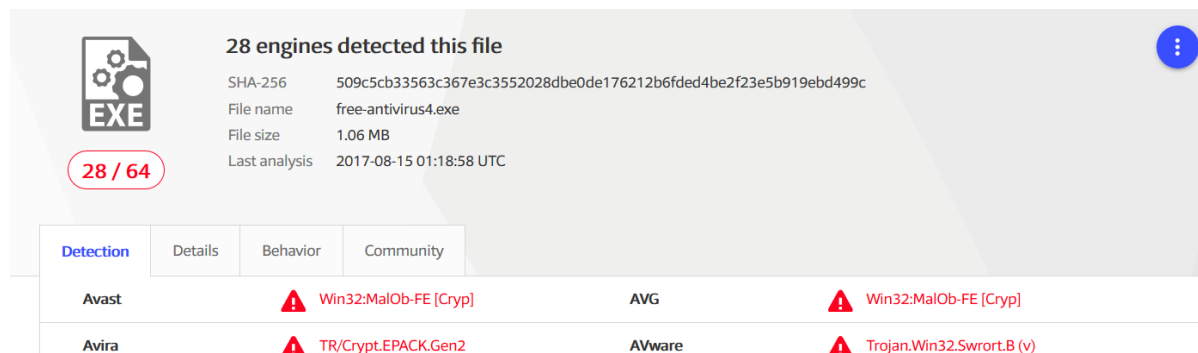 28 engines detected this file
SHA-256 509c5cb33563c367e3c3552028dbe0de176212b6fded4be2f23e5b919ebd499c
File name free-antivirus4.exe
File size 1.06 MB
Last analysis 2017-08-15 01:18:58 UTC
EXE
28 / 64
Detection Details Behavior Community
Avast Win32:MalOb-FE [Cryp] AVG Win32:MalOb-FE [Cryp]
Avira TR/Crypt.EPACK.Gen2 AVware Trojan.Win32.Swrort.B (v)